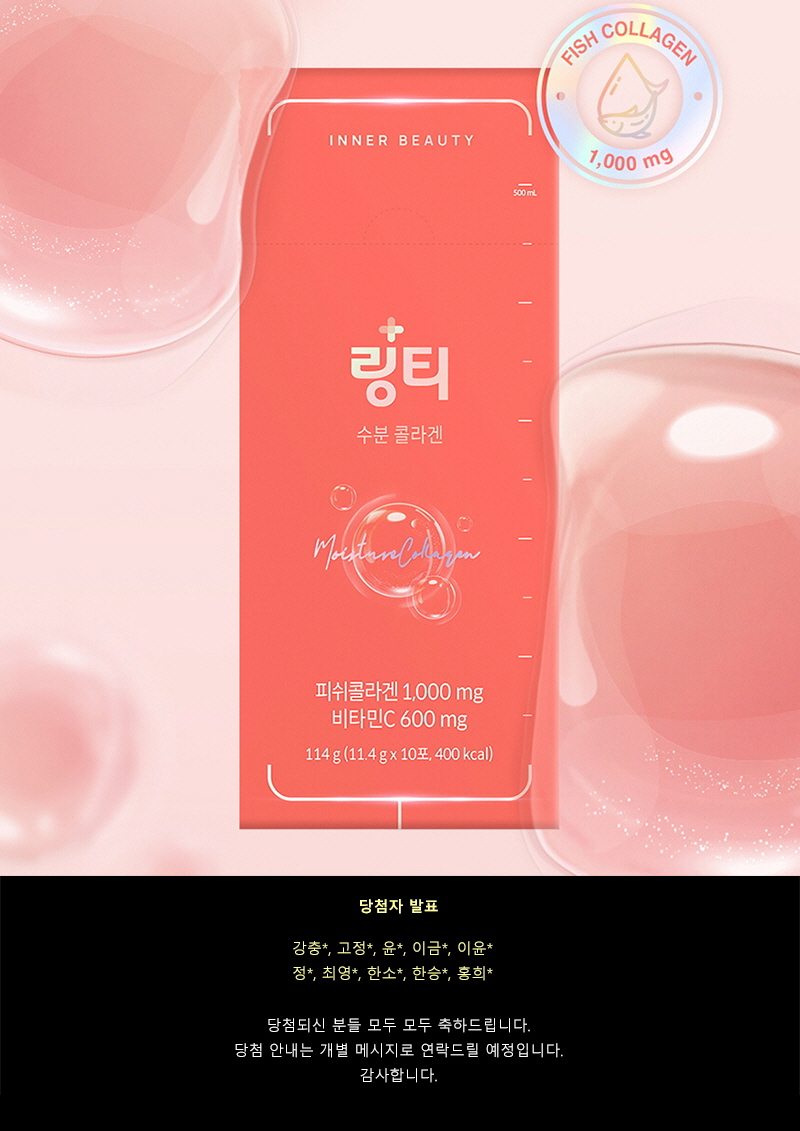 FISH COLLAGEN
1,000 mg
INNER BEAUTY
500 mL
링티
수분 콜라겐
Moisture Collagen
피쉬콜라겐 1,000 mg
비타민C 600 mg
114 g (11.4 g x 10포, 400 kcal)
당첨자 발표
강충*, 고정*, 윤*, 이금*, 이윤*
정*, 최영*, 한소*, 한승*, 홍희*
당첨되신 분들 모두 모두 축하드립니다.
당첨 안내는 개별 메시지로 연락드릴 예정입니다.
감사합니다.